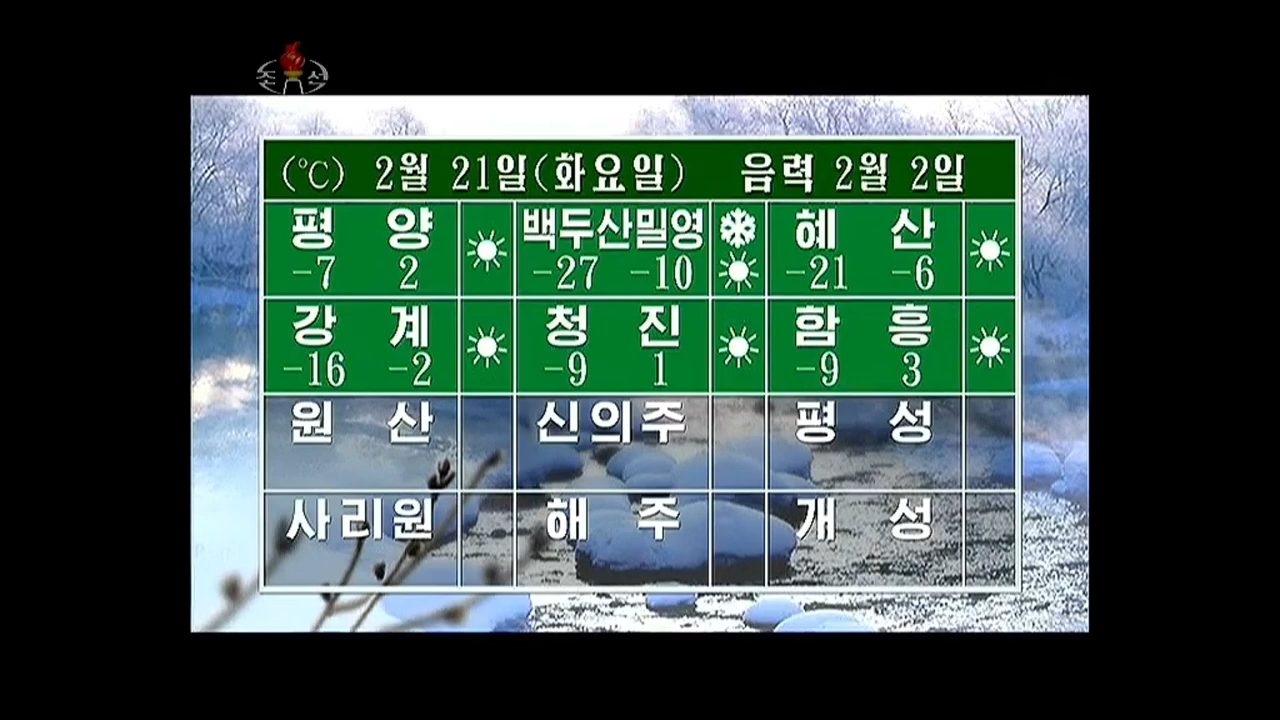 조선
(℃) 2월 21일(화요일) 음력 2월 2일
평양 백두산밀영 혜산
-7 2 -27 -10 -21 -6
강계 청진 함흥
-16 -2 -9 1 -9 3
원산 신의주 평성
사리원 해주 개성